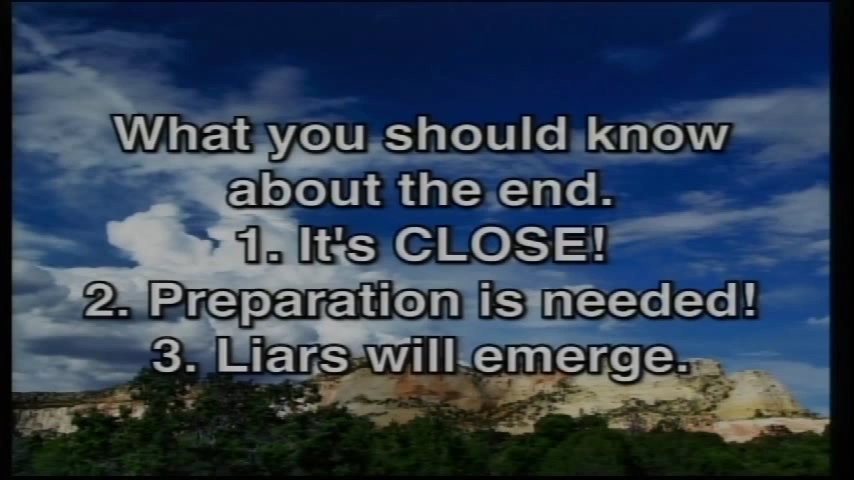 What you should know
about the end.
1. It's CLOSE!
2. Preparation is needed!
3. Liars will emerge.